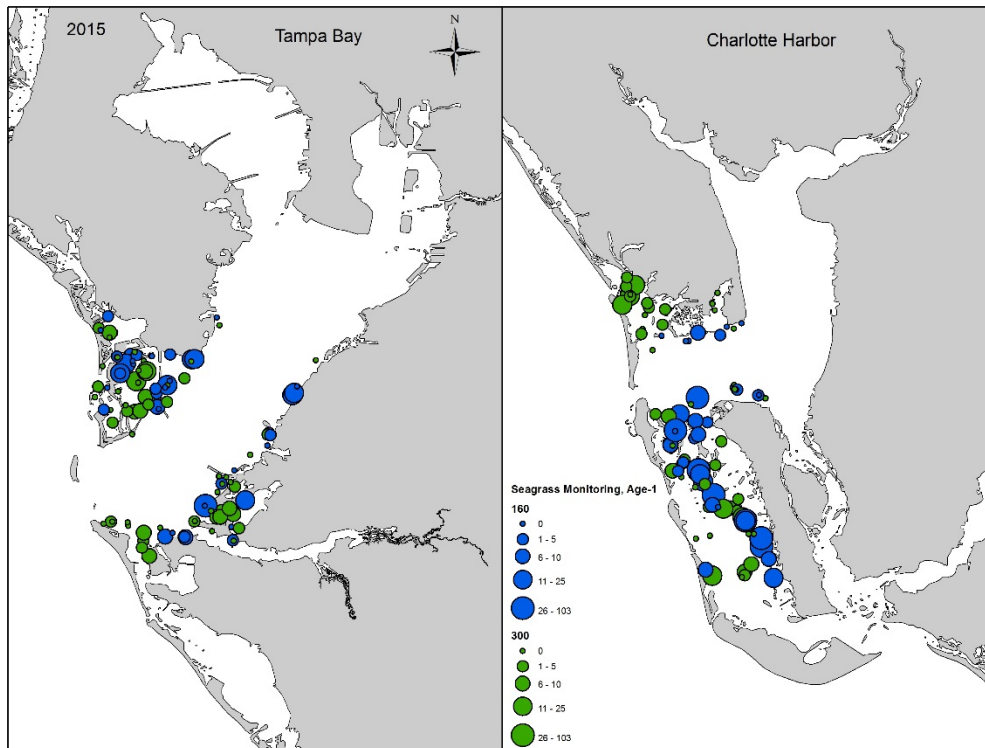 2015
Tampa Bay
N
Charlotte Harbor
Seagrass Monitoring, Age-1
160
0
1 - 5
6 - 10
11 - 25
26 - 103
300
0
1 - 5
6 - 10
11 - 25
26 - 103